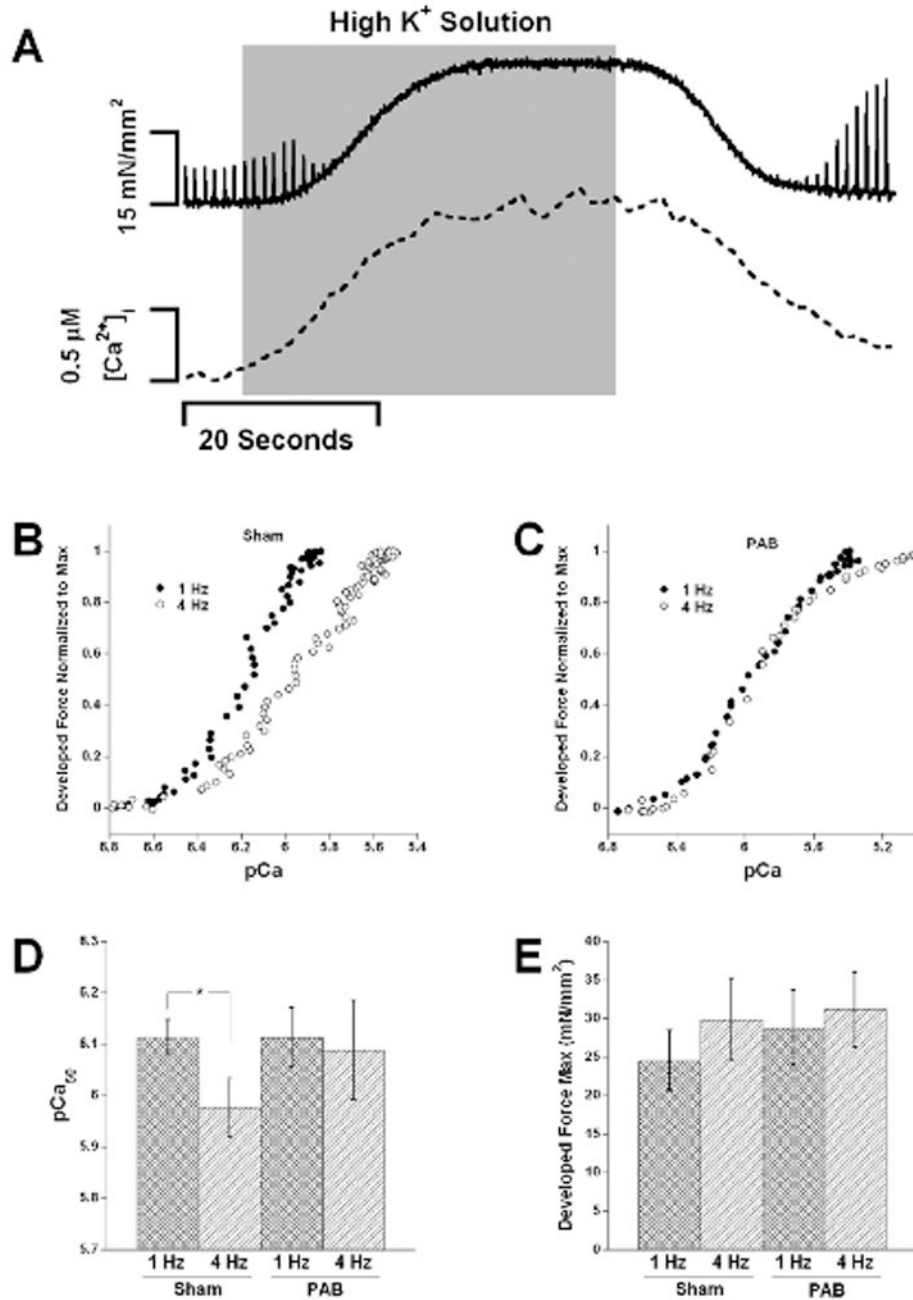 A
High K+ Solution
15 mN/mm2
0.5 µM
[Ca2+]i
20 Seconds
B
Sham
Developed Force Normalized to Max
1
0.8
0.6
0.4
0.2
0
1 Hz
4 Hz
6.8 6.6 6.4 6.2 6 5.8 5.6 5.4
pCa
C
PAB
Developed Force Normalized to Max
1
0.8
0.6
0.4
0.2
0
1 Hz
4 Hz
6.8 6.4 6 5.6 5.2
pCa
D
pCa50
6.3
6.2
6.1
6
5.9
5.8
5.7
*
1 Hz 4 Hz 1 Hz 4 Hz
Sham PAB
E
Developed Force Max (mN/mm2)
40
35
30
25
20
15
10
5
0
1 Hz 4 Hz 1 Hz 4 Hz
Sham PAB